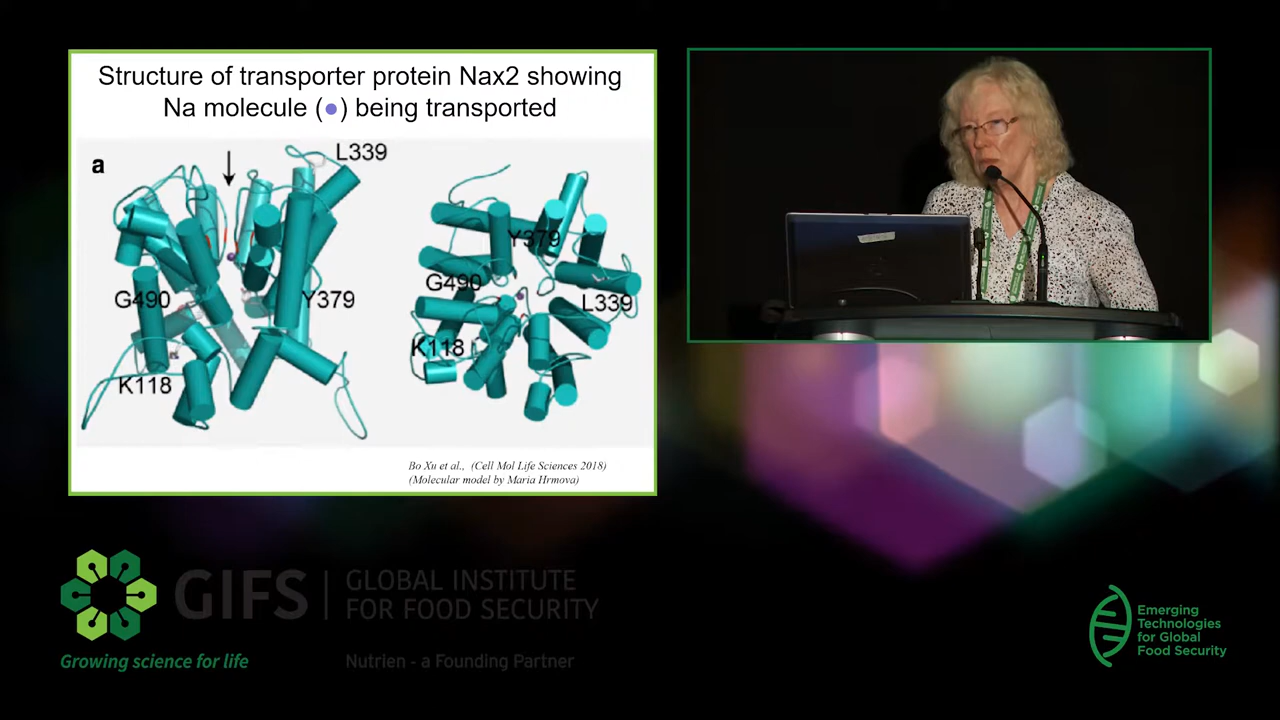 Structure of transporter protein Nax2 showing
Na molecule (●) being transported
a
L339
G490
Y379
K118
Y379
G490
L339
K118
Bo Xu et al., (Cell Mol Life Sciences 2018)
(Molecular model by Maria Hrmova)
GIFS
GLOBAL INSTITUTE
FOR FOOD SECURITY
Growing science for life
Nutrien - a Founding Partner
Emerging
Technologies
for Global
Food Security